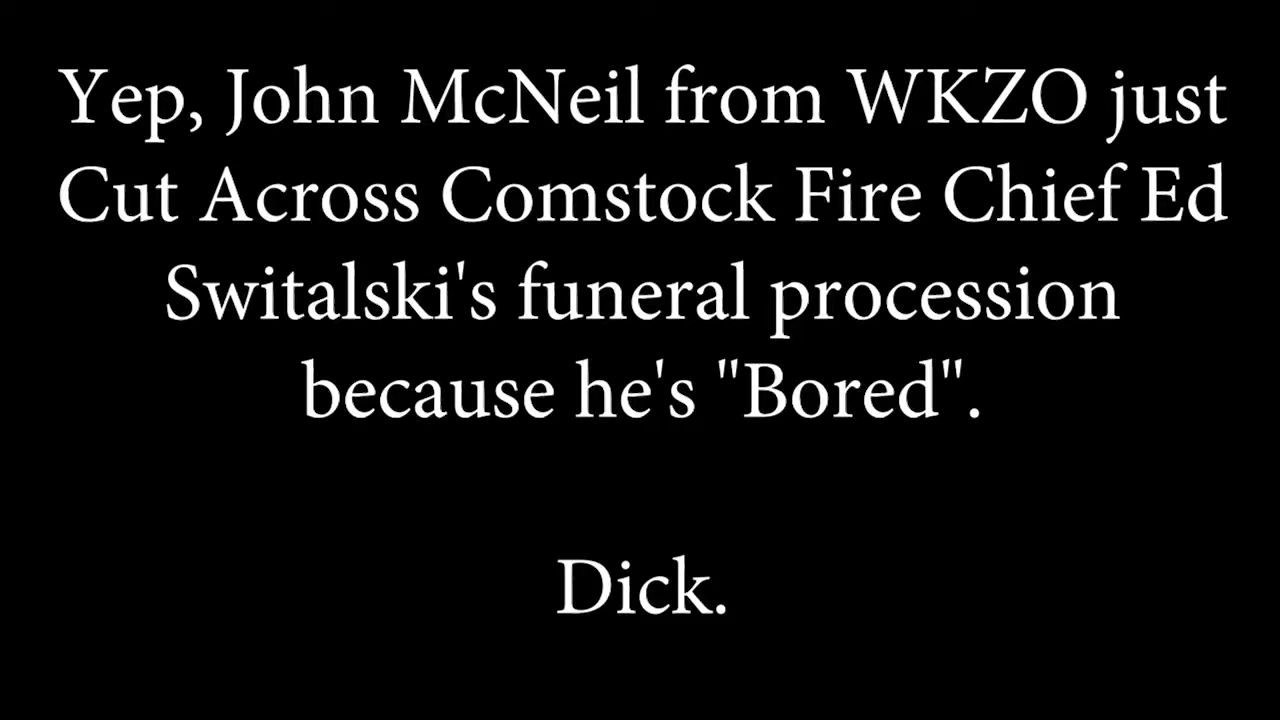 Yep, John McNeil from WKZO just
Cut Across Comstock Fire Chief Ed
Switalski's funeral procession
because he's "Bored".
Dick.